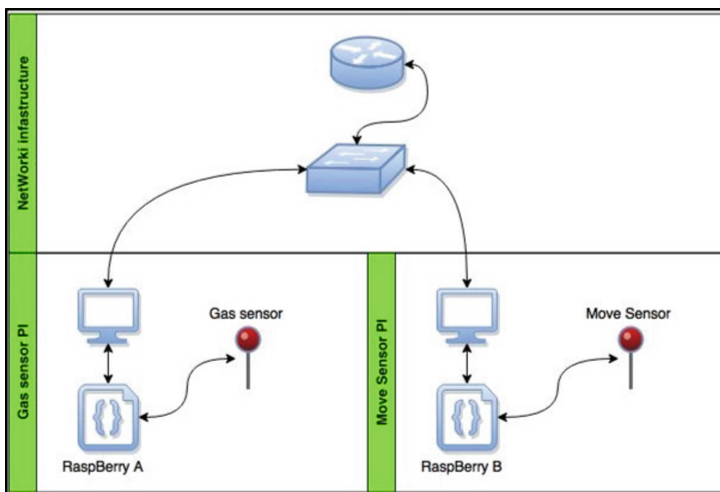 NetWorki infastructure
Gas sensor PI
Gas sensor
RaspBerry A
Move Sensor PI
Move Sensor
RaspBerry B